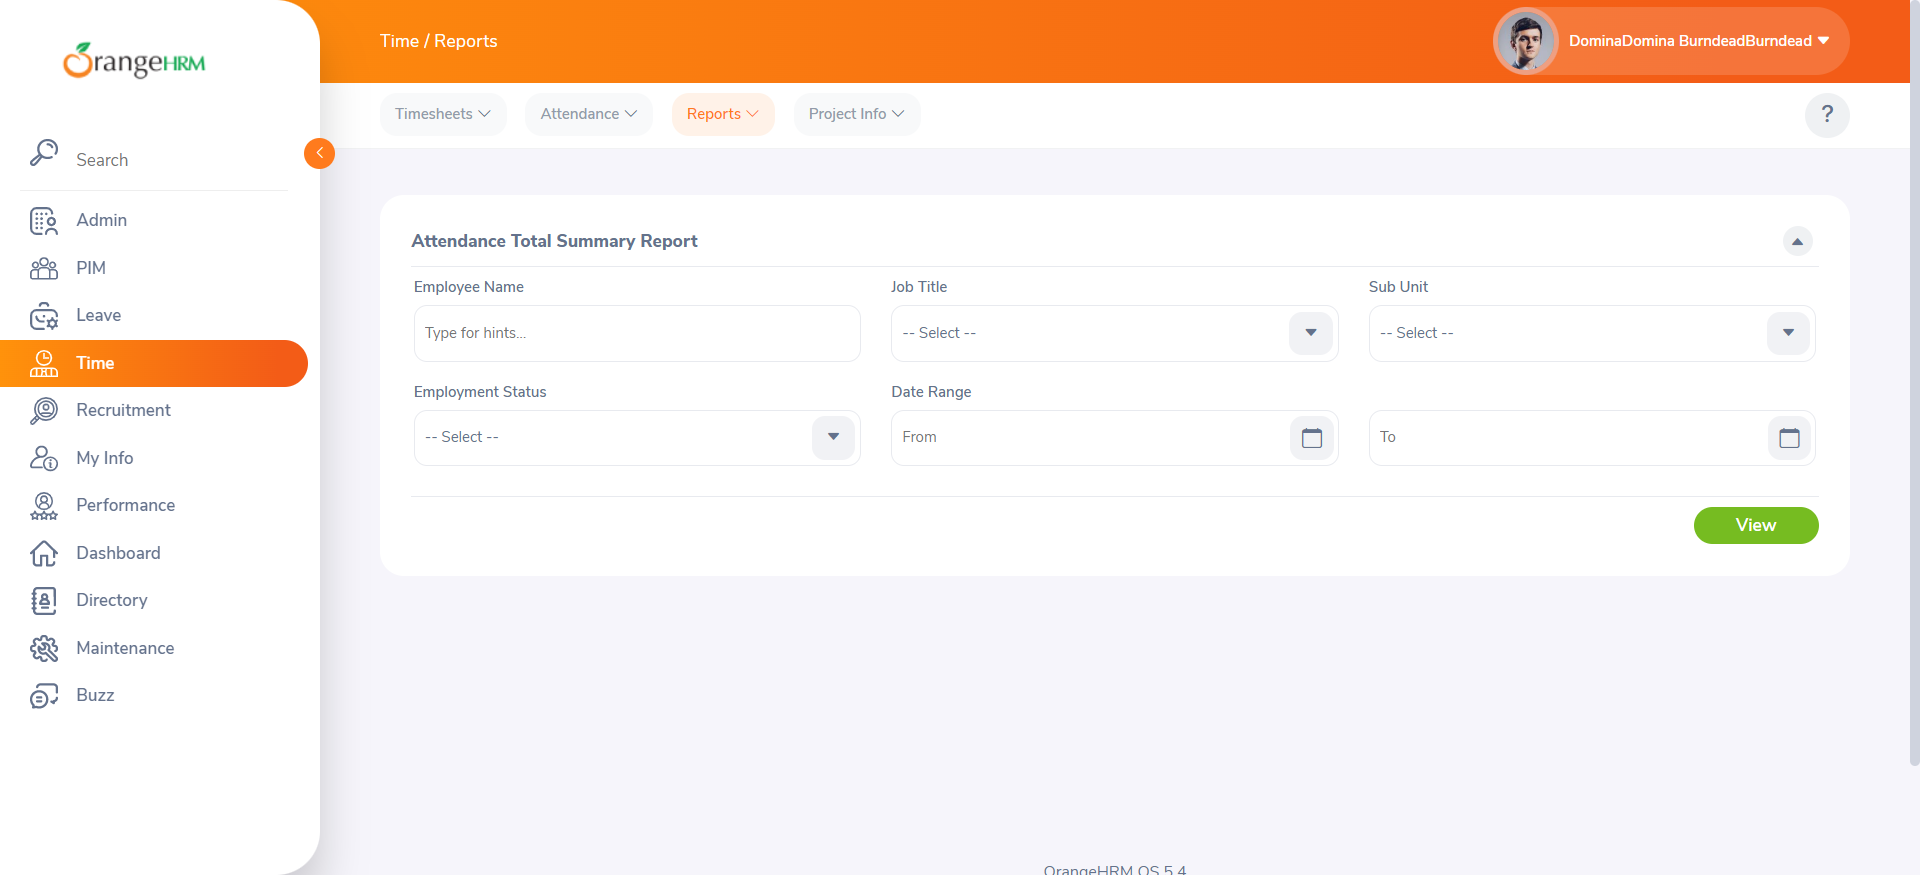 OrangeHRM
Time / Reports
DominaDomina BurndeadBurndead
Timesheets
Attendance
Reports
Project Info
?
Search
Admin
PIM
Leave
Time
Recruitment
My Info
Performance
Dashboard
Directory
Maintenance
Buzz
Attendance Total Summary Report
Employee Name
Job Title
Sub Unit
Type for hints...
-- Select --
-- Select --
Employment Status
Date Range
-- Select --
From
To
View
OrangeHRM OS 5.4